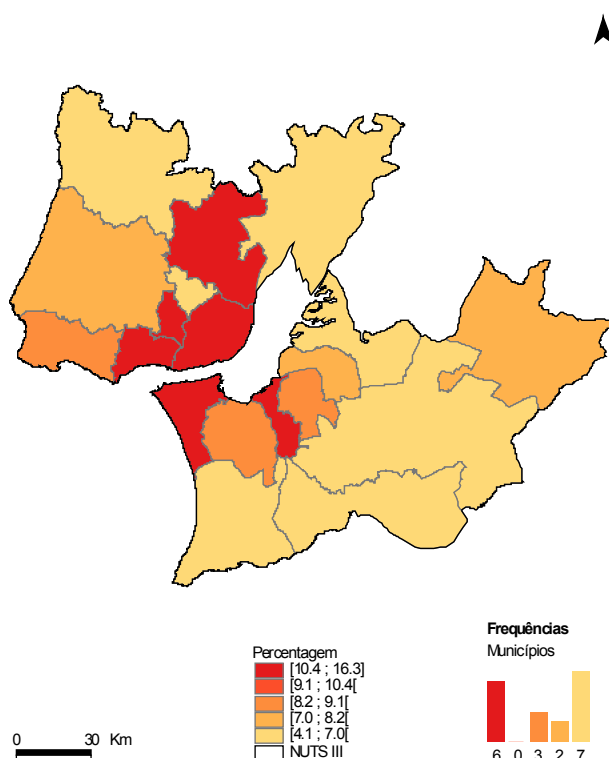 Percentagem
[10.4 ; 16.3]
[9.1 ; 10.4[
[8.2 ; 9.1[
[7.0 ; 8.2[
[4.1 ; 7.0[
NUTS III
0 30 Km
Frequências
Municípios
6 0 3 2 7